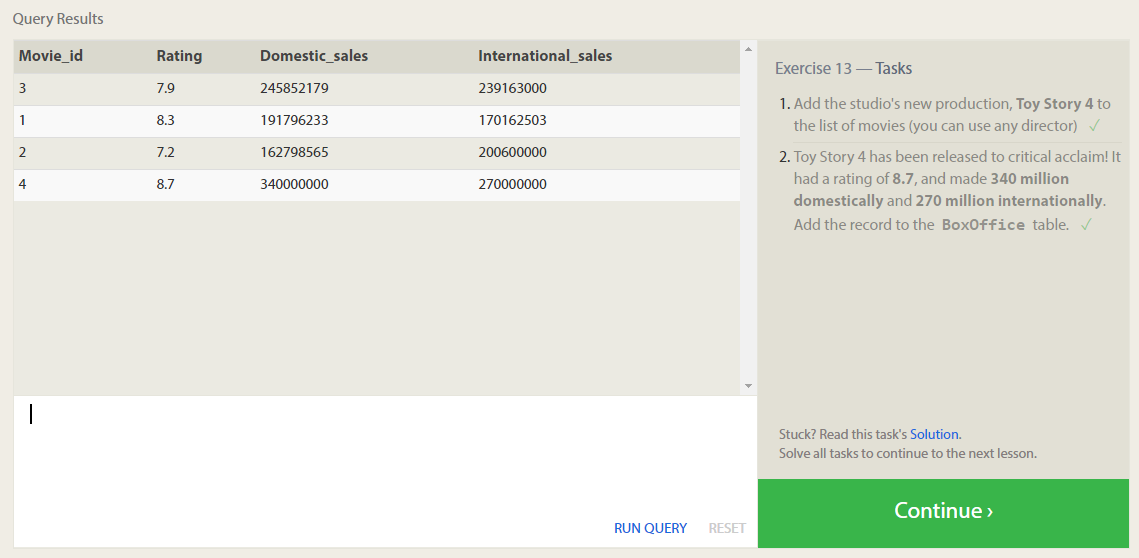 Query Results
Movie_id Rating Domestic_sales International_sales
3 7.9 245852179 239163000
1 8.3 191796233 170162503
2 7.2 162798565 200600000
4 8.7 340000000 270000000
RUN QUERY RESET
Exercise 13 — Tasks
1. Add the studio's new production, Toy Story 4 to
the list of movies (you can use any director) ✓
2. Toy Story 4 has been released to critical acclaim! It
had a rating of 8.7, and made 340 million
domestically and 270 million internationally.
Add the record to the BoxOffice table. ✓
Stuck? Read this task's Solution.
Solve all tasks to continue to the next lesson.
Continue ›